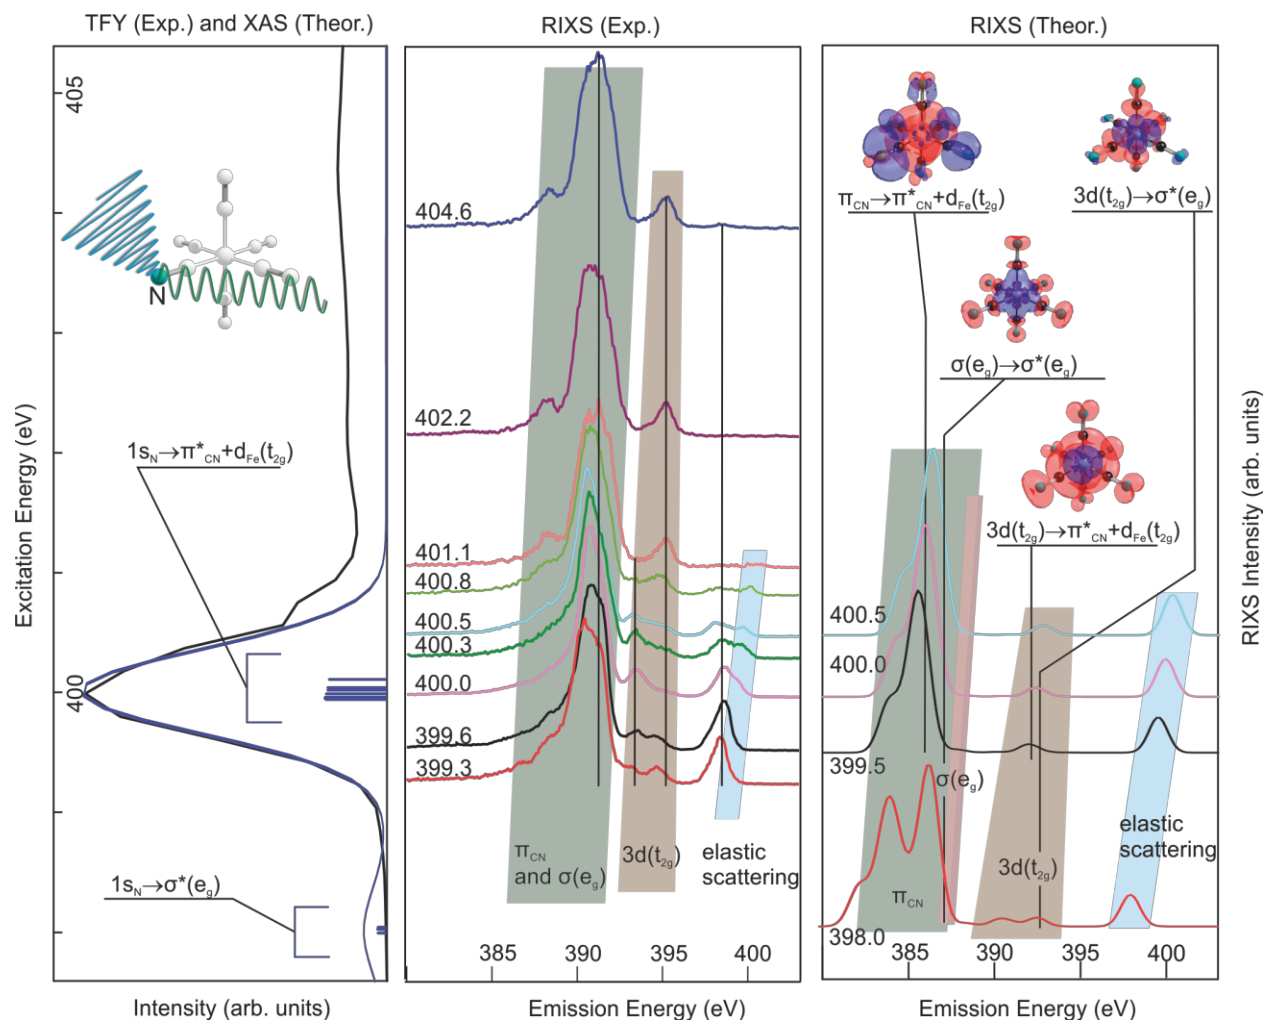 TFY (Exp.) and XAS (Theor.)
RIXS (Exp.)
RIXS (Theor.)
Excitation Energy (eV)
405
400
N
1s_N→π*_CN+d_Fe(t_2g)
1s_N→σ*(e_g)
Intensity (arb. units)
404.6
402.2
401.1
400.8
400.5
400.3
400.0
399.6
399.3
π_CN
and σ(e_g)
3d(t_2g)
elastic
scattering
385
390
395
400
Emission Energy (eV)
π_CN→π*_CN+d_Fe(t_2g)
3d(t_2g)→σ*(e_g)
σ(e_g)→σ*(e_g)
3d(t_2g)→π*_CN+d_Fe(t_2g)
400.5
400.0
399.5
398.0
σ(e_g)
π_CN
3d(t_2g)
elastic
scattering
385
390
395
400
Emission Energy (eV)
RIXS Intensity (arb. units)